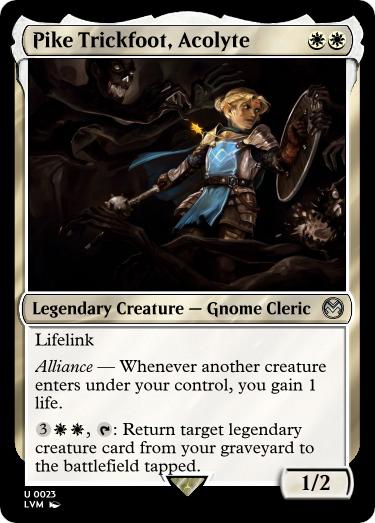 Pike Trickfoot, Acolyte
Legendary Creature — Gnome Cleric
Lifelink
Alliance — Whenever another creature
enters under your control, you gain 1
life.
3, : Return target legendary
creature card from your graveyard to
the battlefield tapped.
1/2
U 0023
LVM